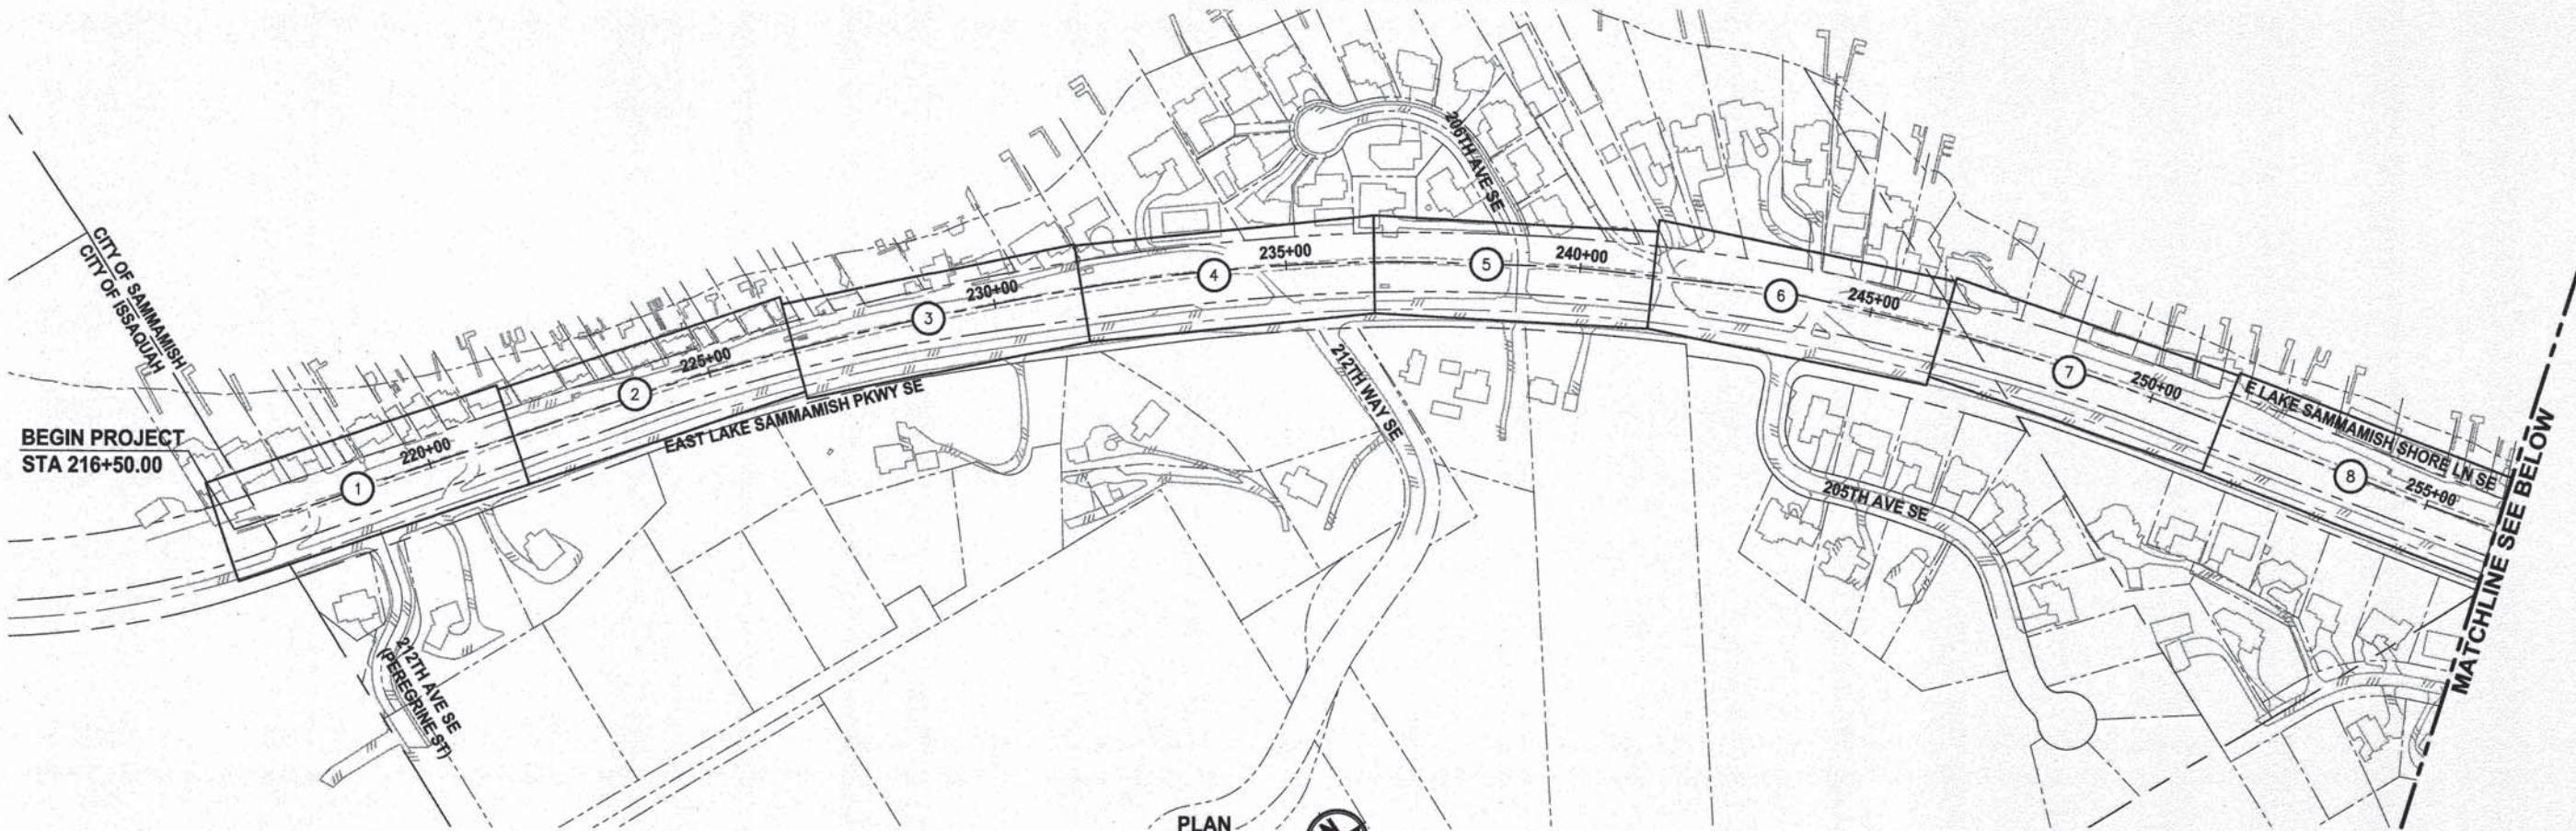 CITY OF SAMMAMISH
CITY OF ISSAQUAH
BEGIN PROJECT
STA 216+50.00
1
220+00
2
225+00
3
230+00
4
235+00
5
240+00
6
245+00
7
250+00
8
255+00
EAST LAKE SAMMAMISH PKWY SE
E LAKE SAMMAMISH SHORE LN SE
206TH AVE SE
212TH WAY SE
205TH AVE SE
212TH AVE SE
(PEREGRINE ST)
MATCHLINE SEE BELOW
PLAN
N